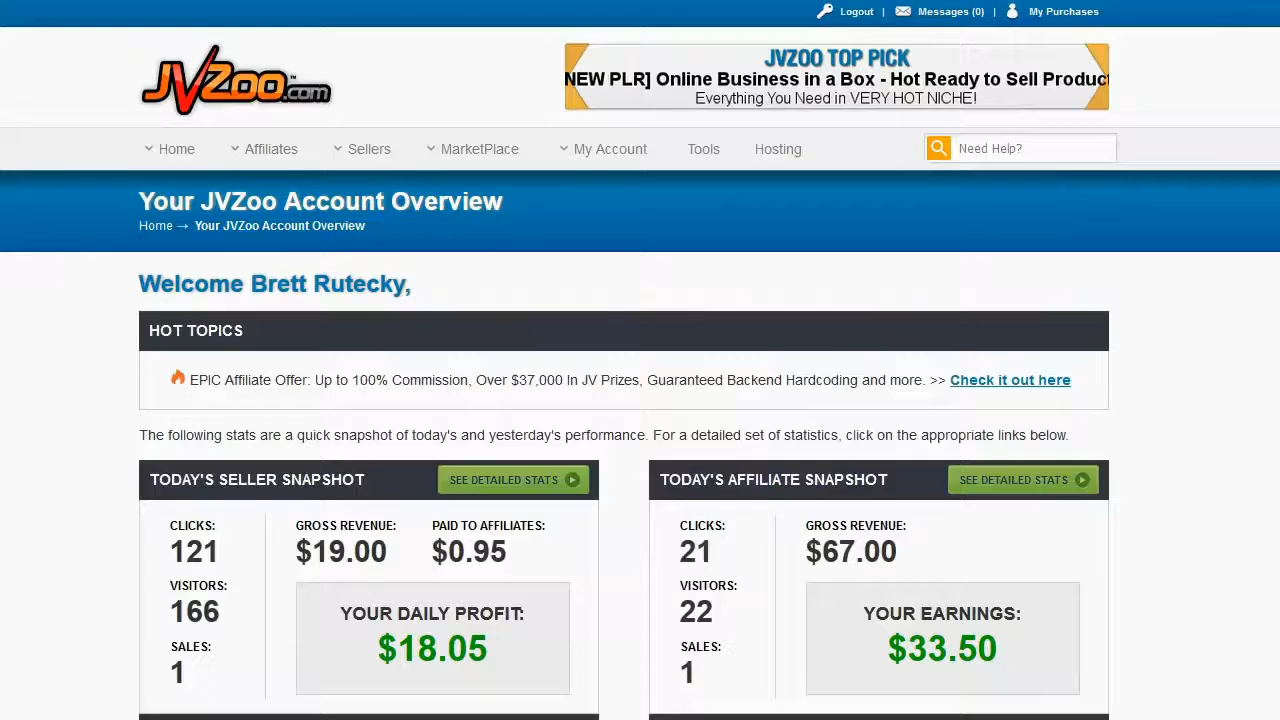 Logout | Messages (0) | My Purchases
JVZoo.com™
JVZOO TOP PICK
NEW PLR] Online Business in a Box - Hot Ready to Sell Product
Everything You Need in VERY HOT NICHE!
Home Affiliates Sellers MarketPlace My Account Tools Hosting Need Help?
Your JVZoo Account Overview
Home → Your JVZoo Account Overview
Welcome Brett Rutecky,
HOT TOPICS
EPIC Affiliate Offer: Up to 100% Commission, Over $37,000 In JV Prizes, Guaranteed Backend Hardcoding and more. >> Check it out here
The following stats are a quick snapshot of today's and yesterday's performance. For a detailed set of statistics, click on the appropriate links below.
TODAY'S SELLER SNAPSHOT SEE DETAILED STATS
CLICKS: GROSS REVENUE: PAID TO AFFILIATES:
121 $19.00 $0.95
VISITORS:
166
YOUR DAILY PROFIT:
$18.05
SALES:
1
TODAY'S AFFILIATE SNAPSHOT SEE DETAILED STATS
CLICKS: GROSS REVENUE:
21 $67.00
VISITORS:
22
YOUR EARNINGS:
$33.50
SALES:
1